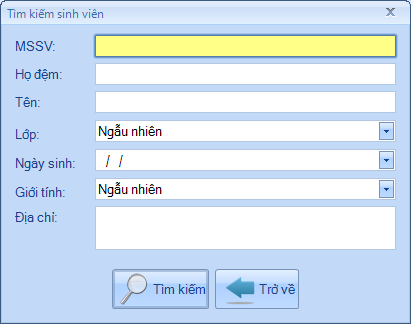 Tìm kiếm sinh viên
MSSV:
Họ đệm:
Tên:
Lớp: Ngẫu nhiên
Ngày sinh: / /
Giới tính: Ngẫu nhiên
Địa chỉ:
Tìm kiếm Trở về